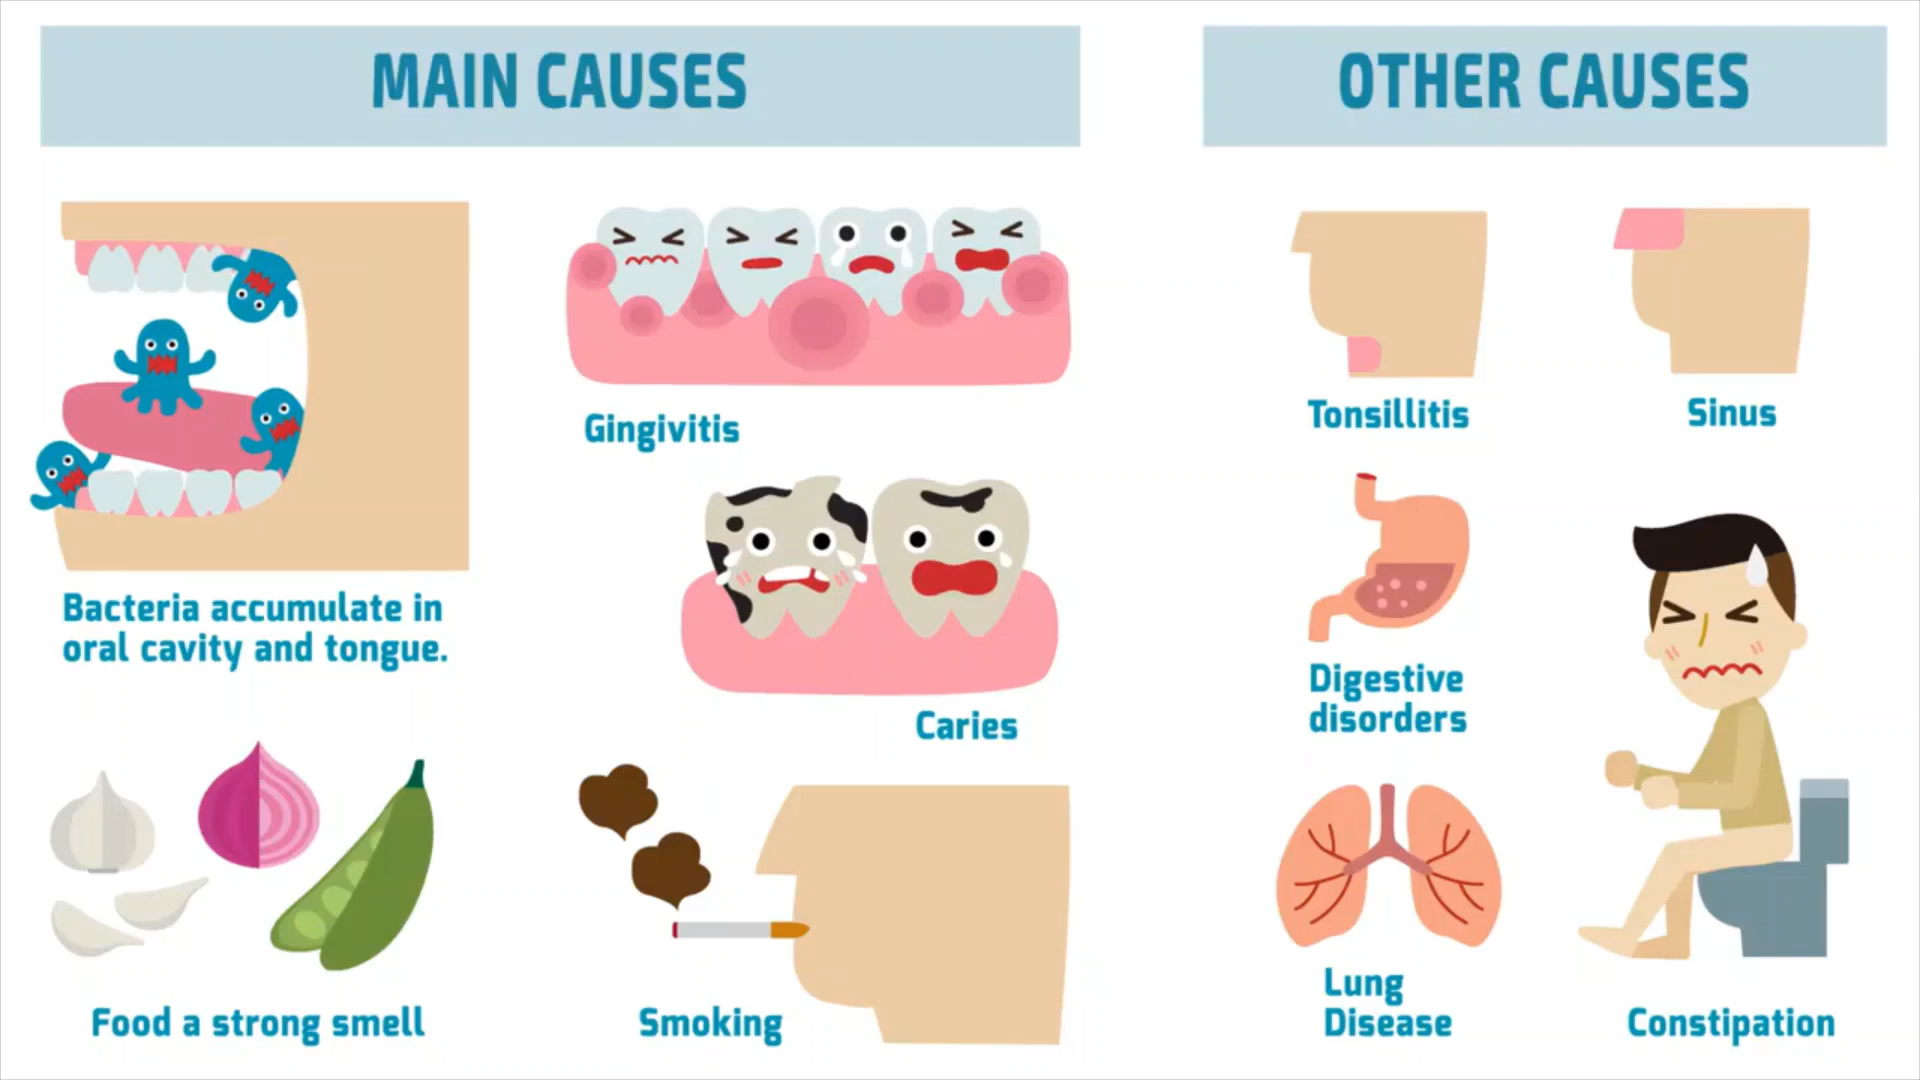 MAIN CAUSES
Bacteria accumulate in
oral cavity and tongue.
Gingivitis
Caries
Food a strong smell
Smoking
OTHER CAUSES
Tonsillitis
Sinus
Digestive
disorders
Lung
Disease
Constipation